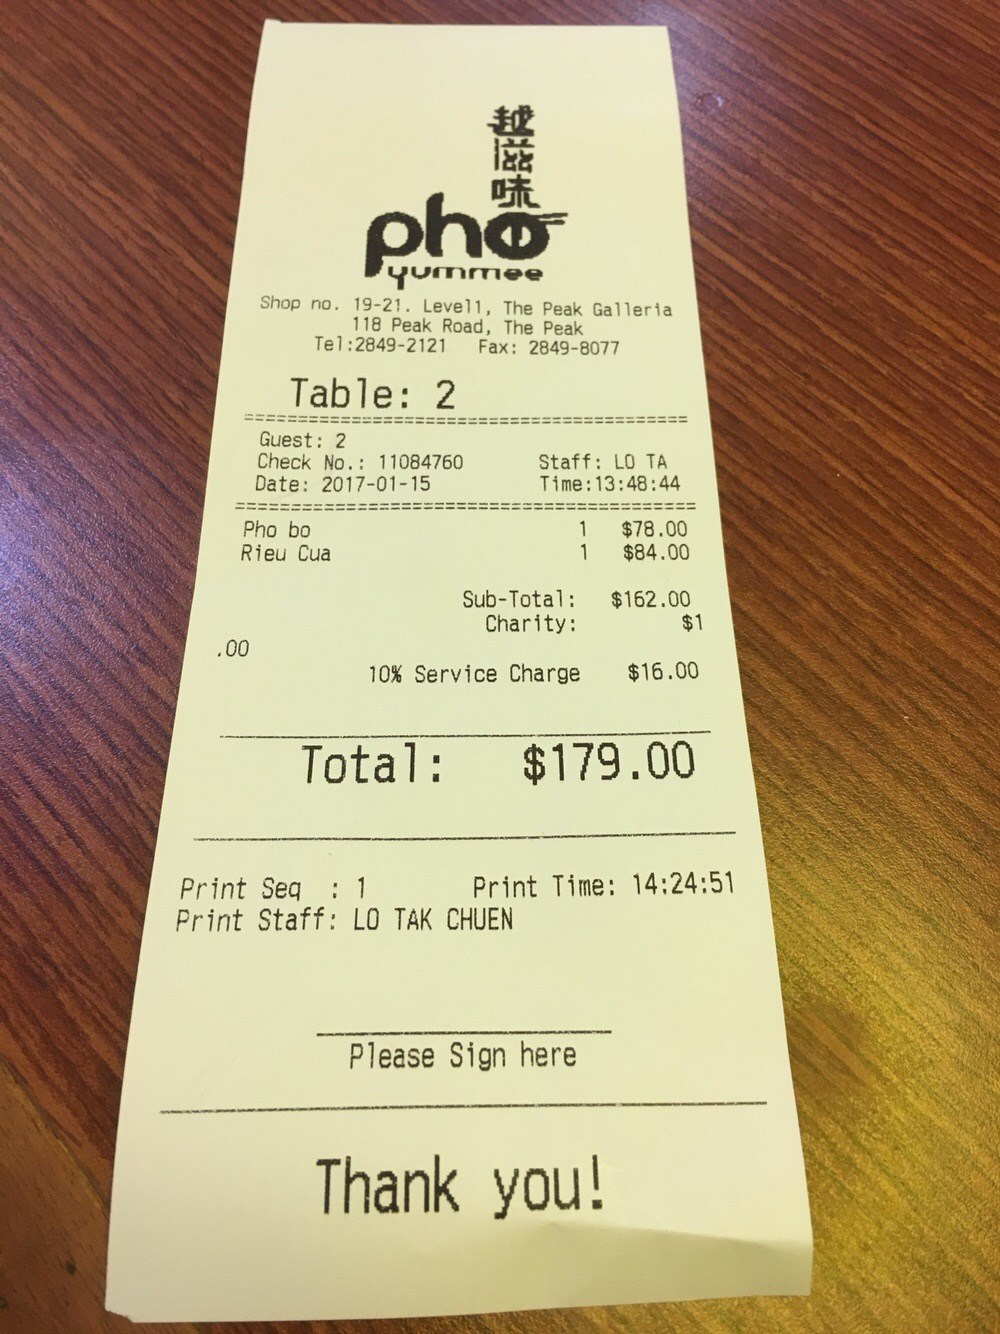 越滋味
pho
yummee
Shop no. 19-21. Level1, The Peak Galleria
118 Peak Road, The Peak
Tel:2849-2121 Fax: 2849-8077
Table: 2
Guest: 2
Check No.: 11084760 Staff: LO TA
Date: 2017-01-15 Time:13:48:44
Pho bo 1 $78.00
Rieu Cua 1 $84.00
Sub-Total: $162.00
Charity: $1
.00
10% Service Charge $16.00
Total: $179.00
Print Seq : 1 Print Time: 14:24:51
Print Staff: LO TAK CHUEN
Please Sign here
Thank you!